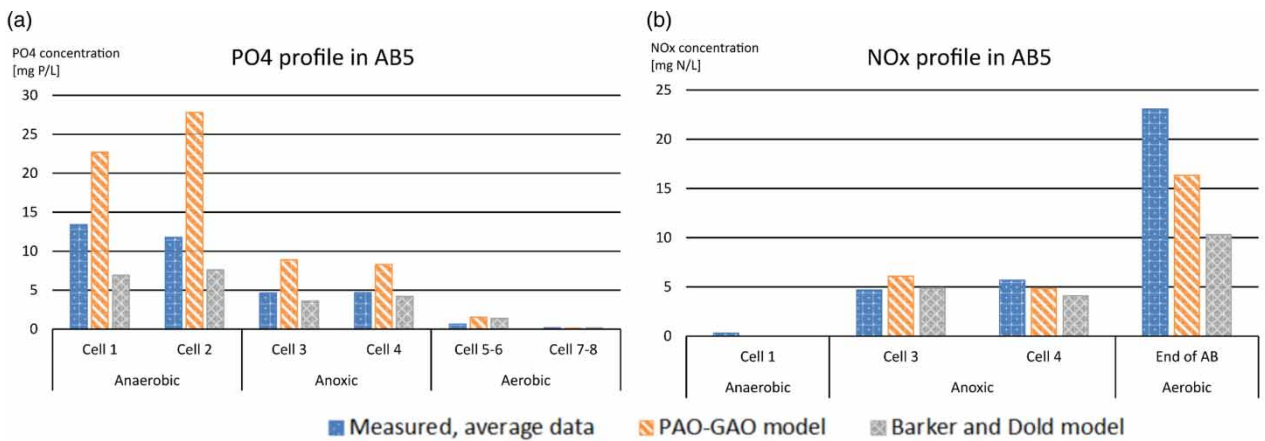 (a)
PO4 concentration
[mg P/L]
PO4 profile in AB5
30
25
20
15
10
5
0
Cell 1 Cell 2 Cell 3 Cell 4 Cell 5-6 Cell 7-8
Anaerobic Anoxic Aerobic
(b)
NOx concentration
[mg N/L]
NOx profile in AB5
25
20
15
10
5
0
Cell 1 Cell 3 Cell 4 End of AB
Anaerobic Anoxic Aerobic
Measured, average data PAO-GAO model Barker and Dold model